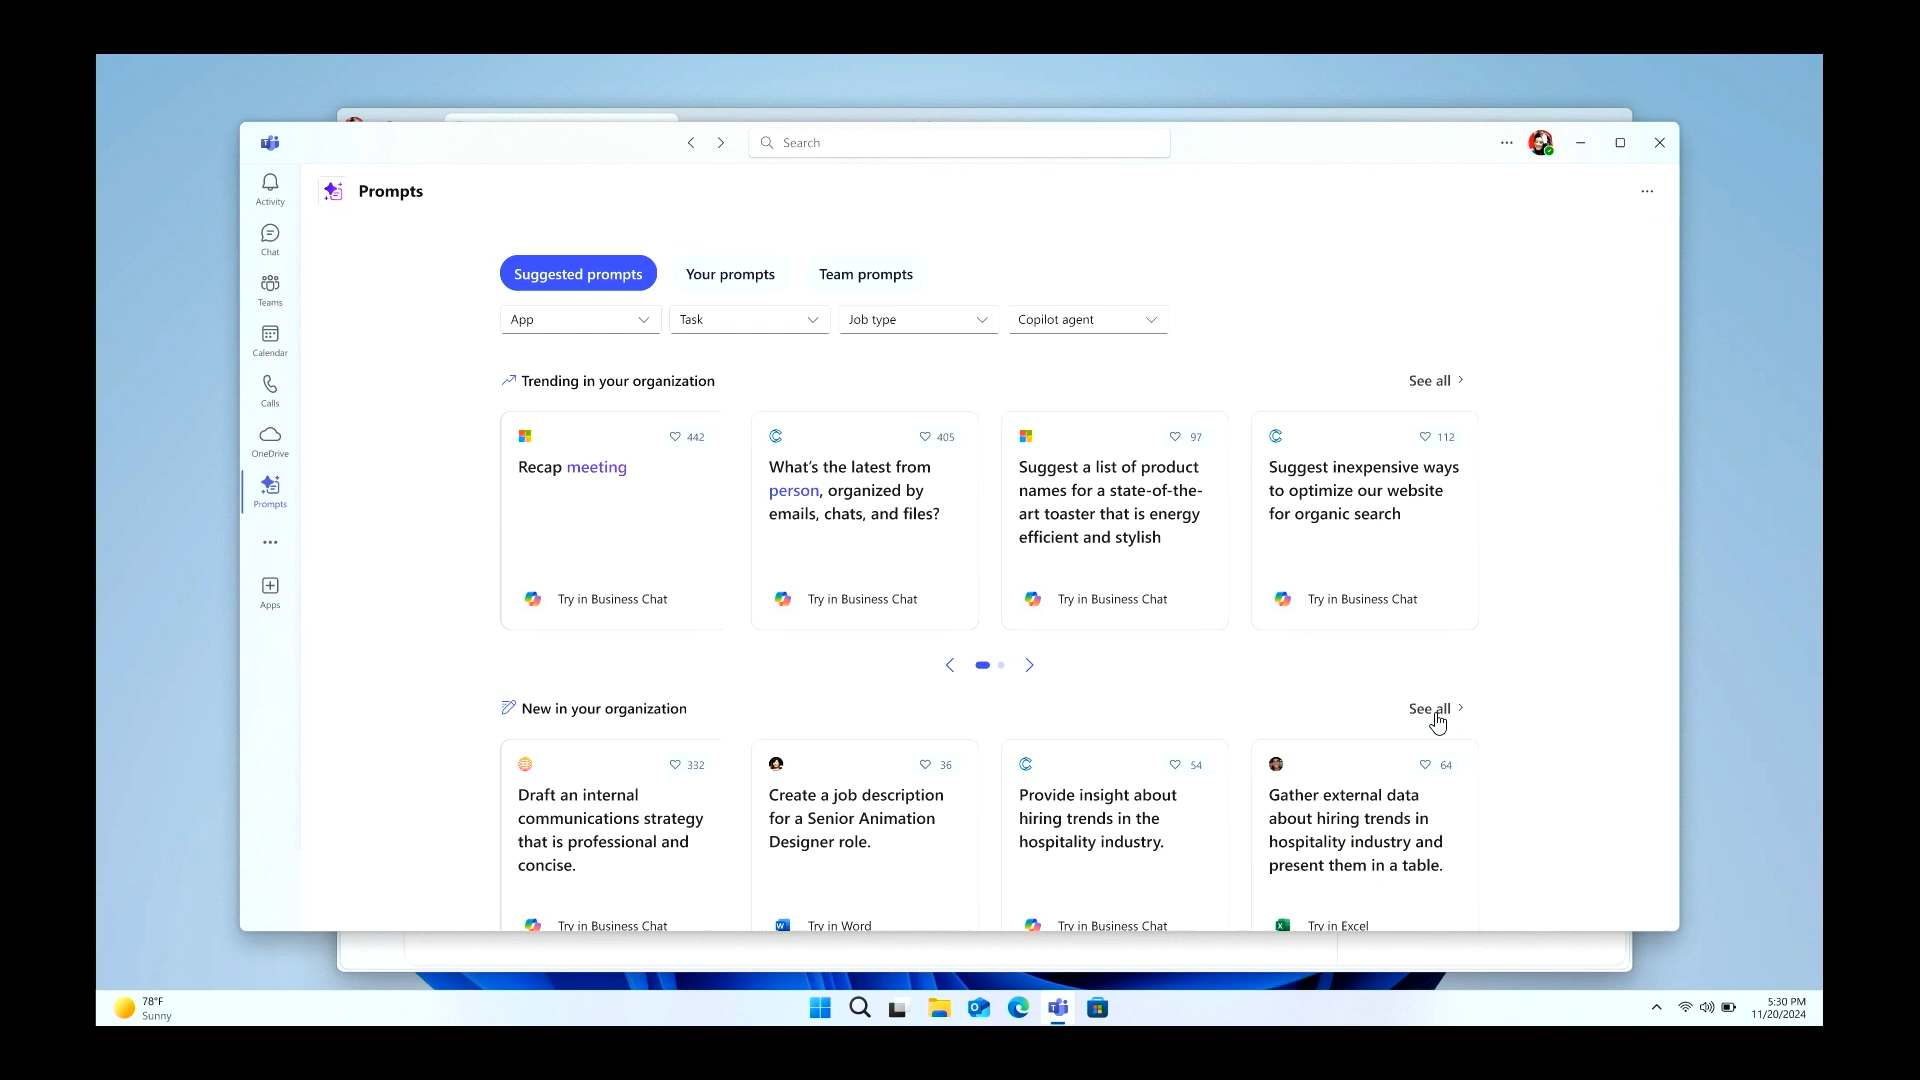 Search
Activity
Chat
Teams
Calendar
Calls
OneDrive
Prompts
Apps
Prompts
Suggested prompts
Your prompts
Team prompts
App
Task
Job type
Copilot agent
Trending in your organization
See all
442
Recap meeting
Try in Business Chat
405
What's the latest from
person, organized by
emails, chats, and files?
Try in Business Chat
97
Suggest a list of product
names for a state-of-the-
art toaster that is energy
efficient and stylish
Try in Business Chat
112
Suggest inexpensive ways
to optimize our website
for organic search
Try in Business Chat
New in your organization
See all
332
Draft an internal
communications strategy
that is professional and
concise.
Try in Business Chat
36
Create a job description
for a Senior Animation
Designer role.
Try in Word
54
Provide insight about
hiring trends in the
hospitality industry.
Try in Business Chat
64
Gather external data
about hiring trends in
hospitality industry and
present them in a table.
Try in Excel
78°F
Sunny
5:30 PM
11/20/2024